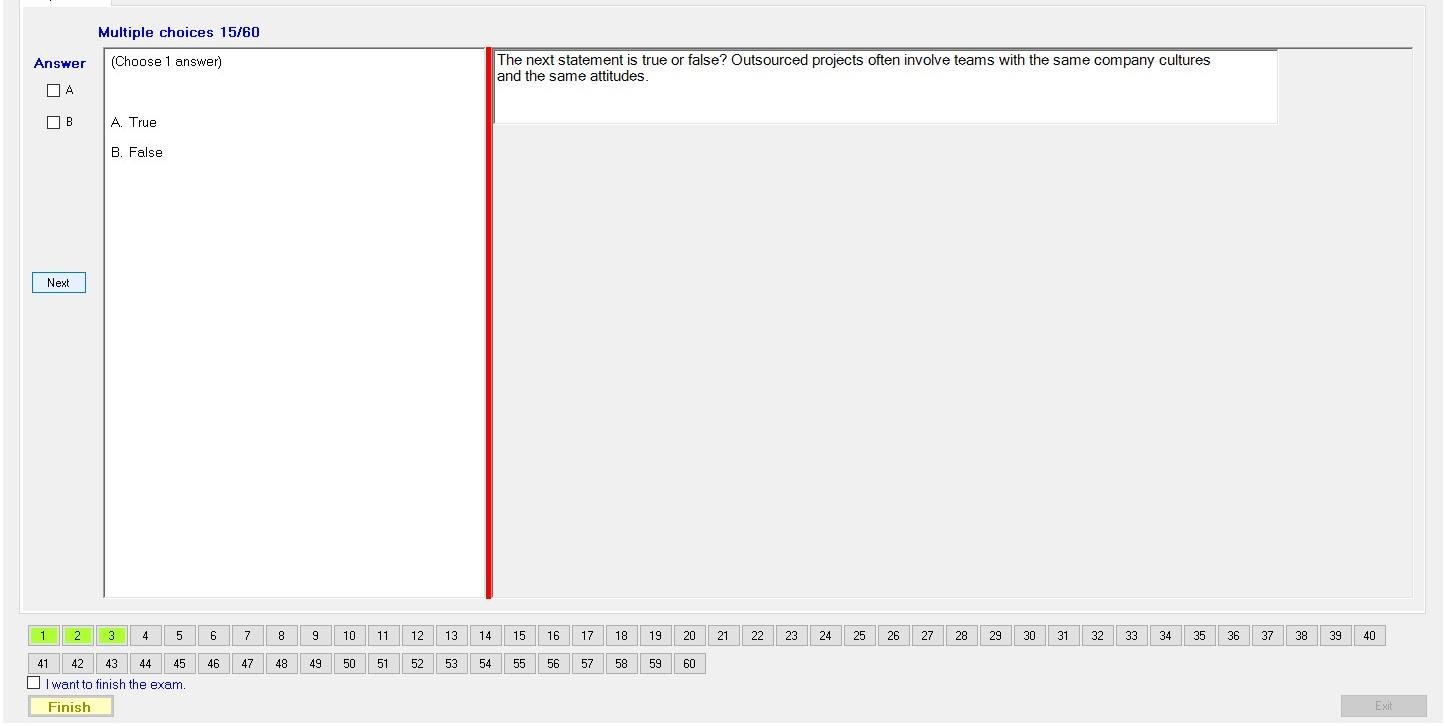 Multiple choices 15/60
Answer
A
B
Next
(Choose 1 answer)
A. True
B. False
The next statement is true or false? Outsourced projects often involve teams with the same company cultures
and the same attitudes.
1 2 3 4 5 6 7 8 9 10 11 12 13 14 15 16 17 18 19 20 21 22 23 24 25 26 27 28 29 30 31 32 33 34 35 36 37 38 39 40
41 42 43 44 45 46 47 48 49 50 51 52 53 54 55 56 57 58 59 60
I want to finish the exam.
Finish
Exit